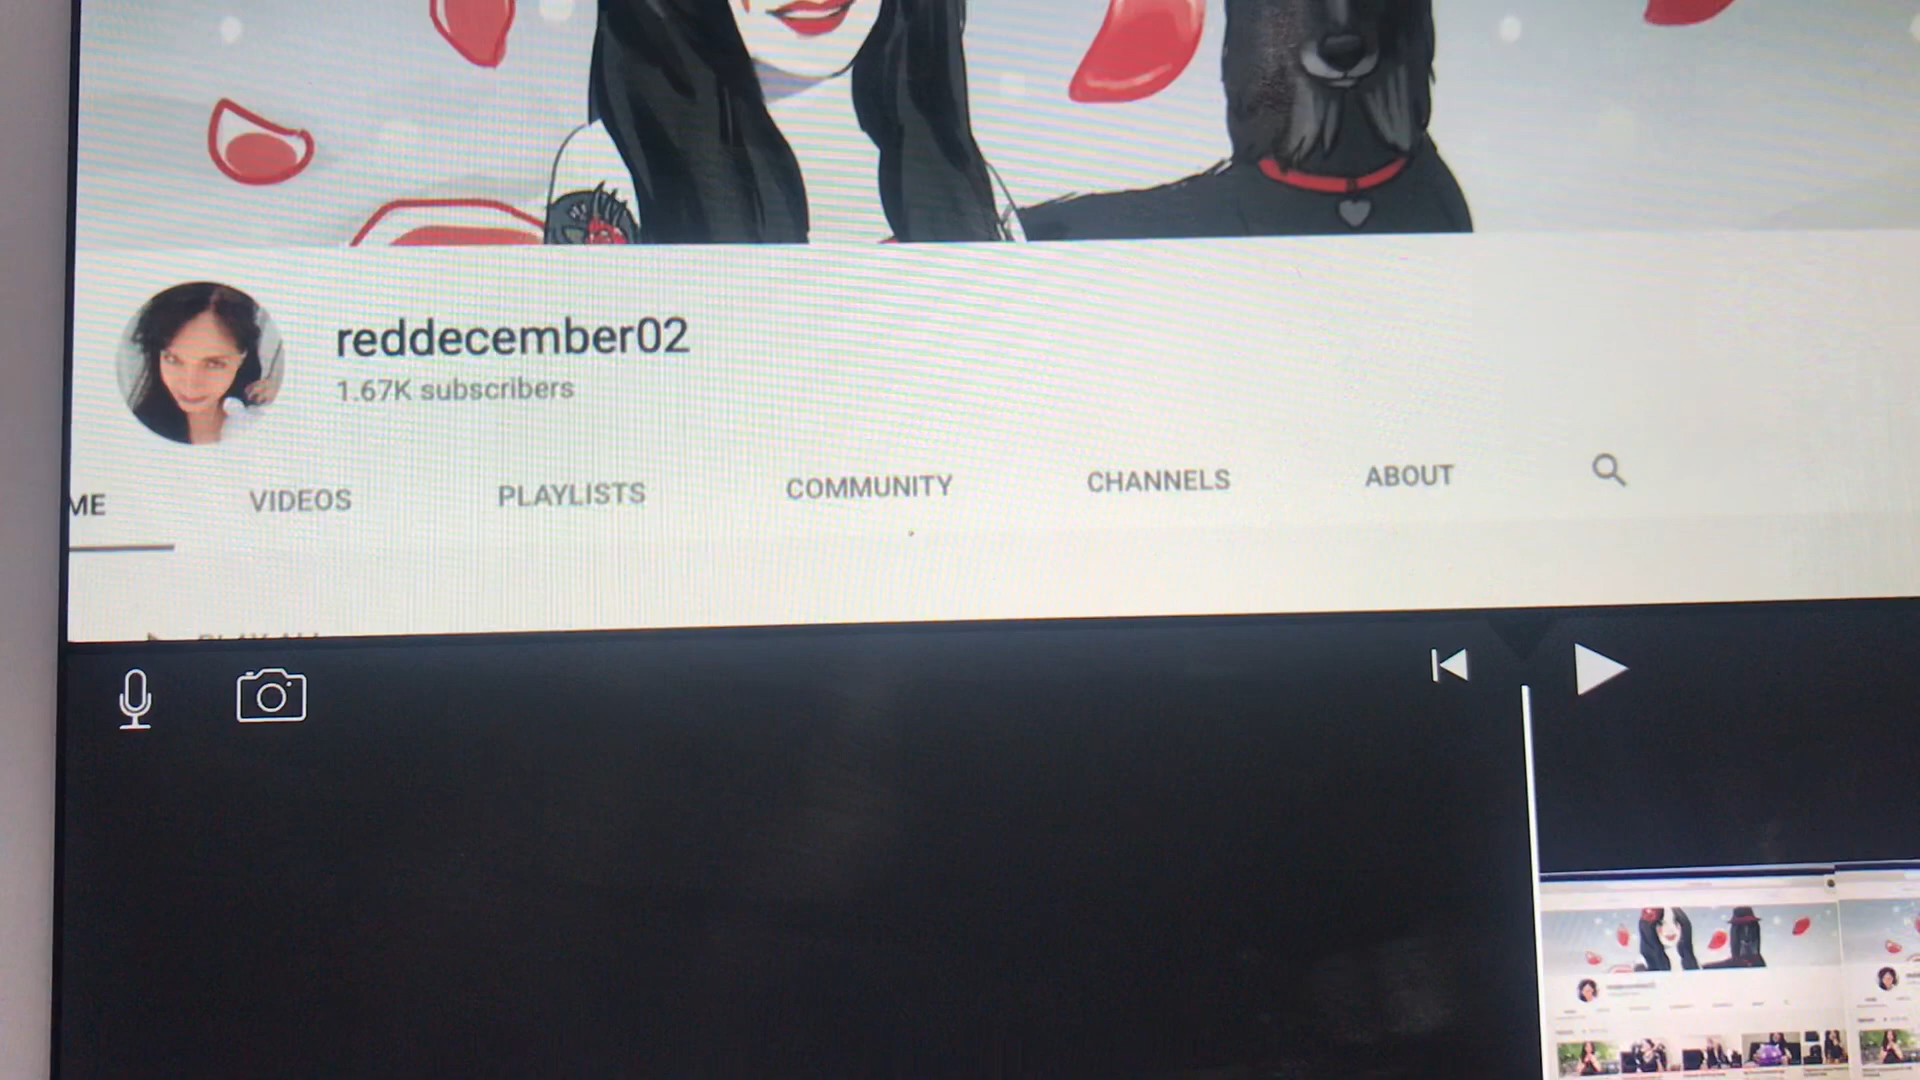 reddecember02
1.67K subscribers
ME VIDEOS PLAYLISTS COMMUNITY CHANNELS ABOUT